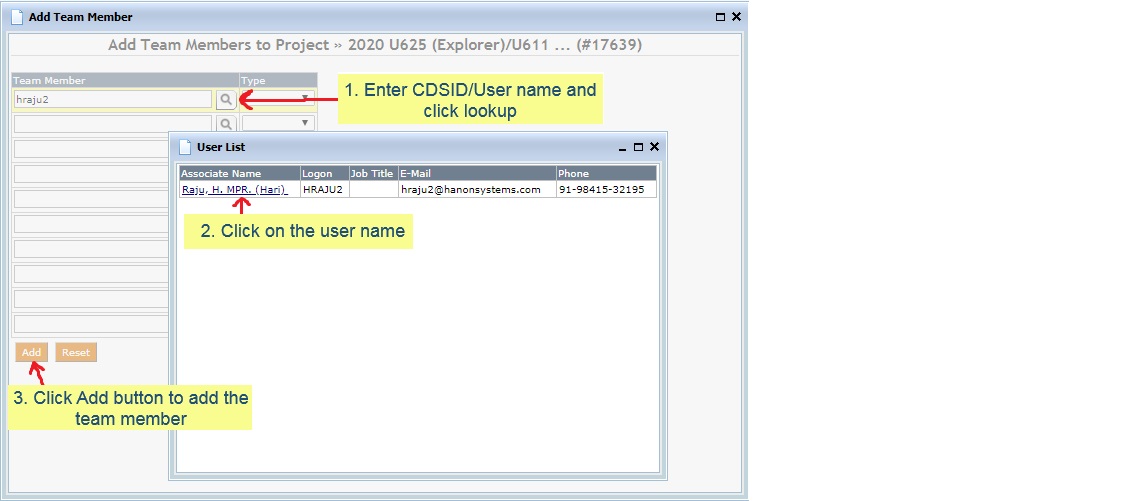 Add Team Member
Add Team Members to Project » 2020 U625 (Explorer)/U611 ... (#17639)
Team Member Type
hraju2
1. Enter CDSID/User name and
click lookup
User List
Associate Name Logon Job Title E-Mail Phone
Raju, H. MPR. (Hari) HRAJU2 hraju2@hanonsystems.com 91-98415-32195
2. Click on the user name
Add Reset
3. Click Add button to add the
team member